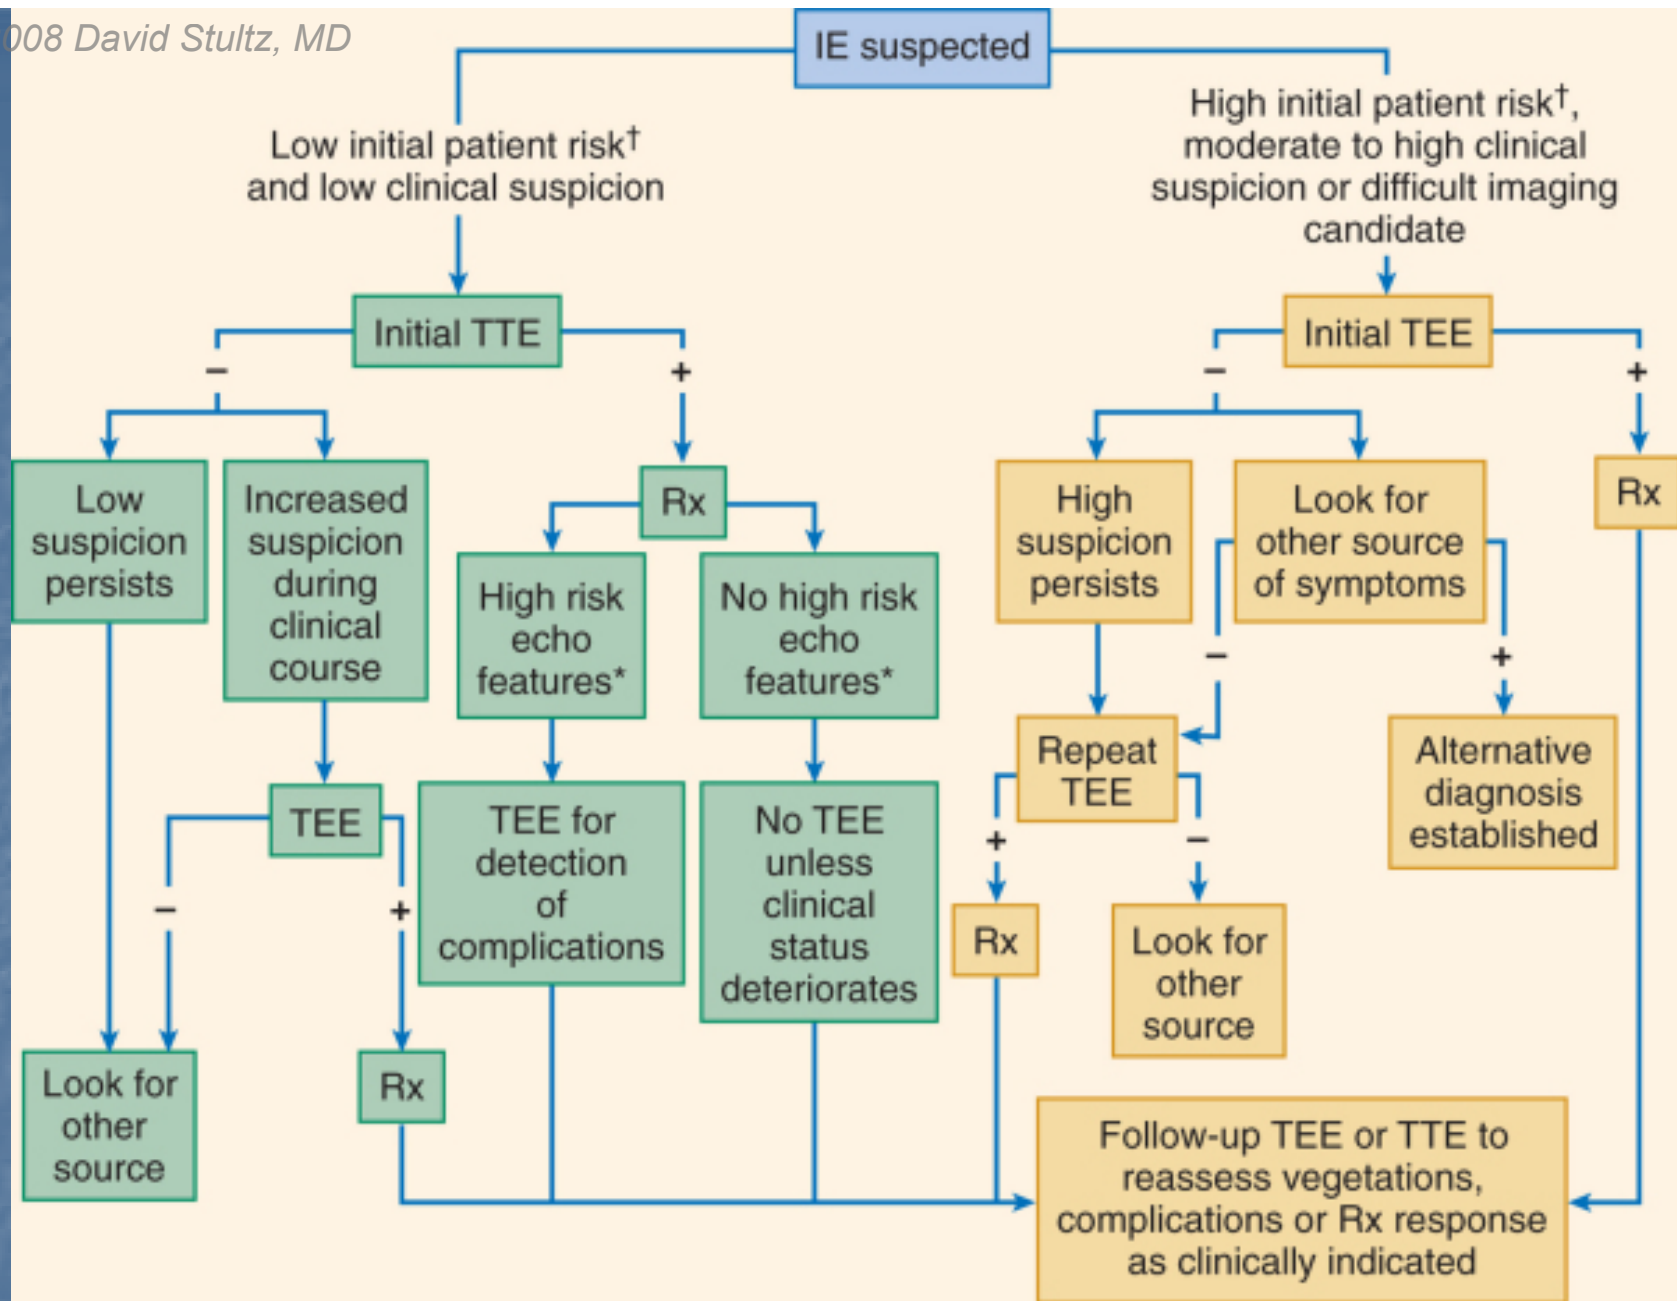 008 David Stultz, MD
IE suspected
Low initial patient risk†
and low clinical suspicion
High initial patient risk†,
moderate to high clinical
suspicion or difficult imaging
candidate
Initial TTE
−
+
Initial TEE
−
+
Low
suspicion
persists
Increased
suspicion
during
clinical
course
Rx
High risk
echo
features*
No high risk
echo
features*
High
suspicion
persists
Look for
other source
of symptoms
Rx
−
+
TEE
−
+
TEE for
detection
of
complications
No TEE
unless
clinical
status
deteriorates
Repeat
TEE
+
−
Alternative
diagnosis
established
Rx
Look for
other
source
Look for
other
source
Rx
Follow-up TEE or TTE to
reassess vegetations,
complications or Rx response
as clinically indicated